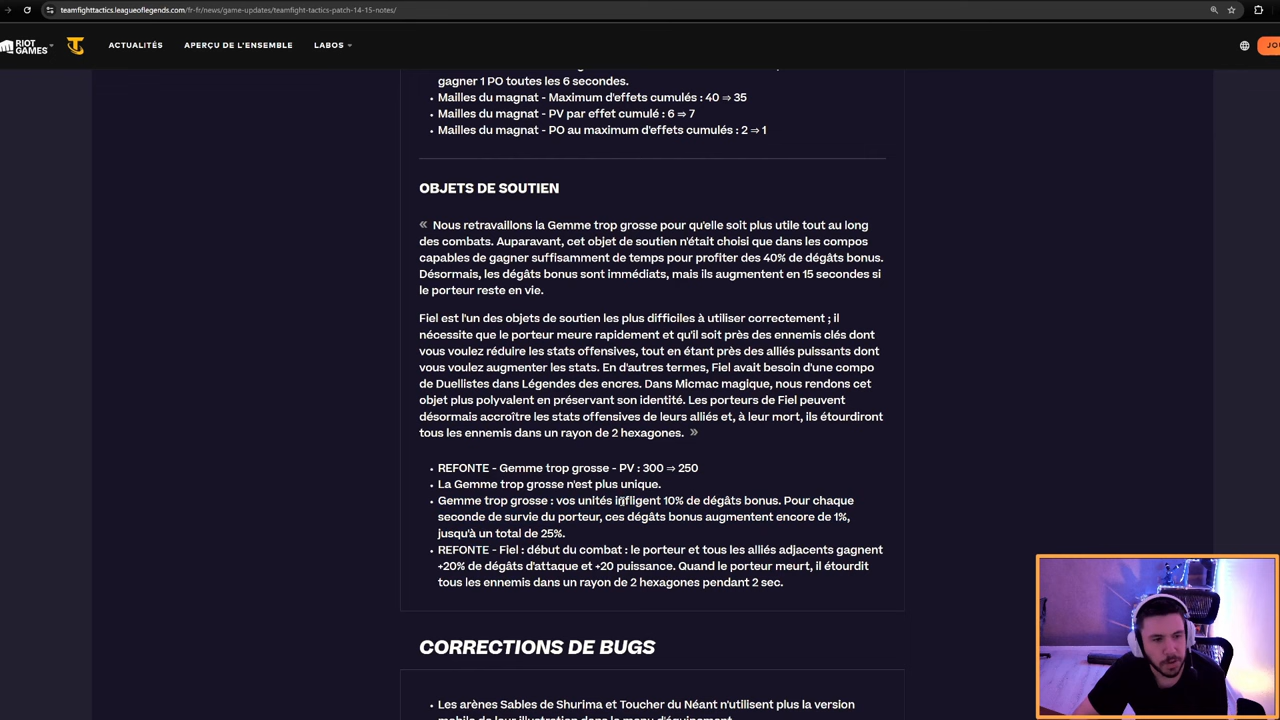 teamfighttactics.leagueoflegends.com/fr-fr/news/game-updates/teamfight-tactics-patch-14-15-notes/
RIOT GAMES
ACTUALITÉS
APERÇU DE L'ENSEMBLE
LABOS
JO
gagner 1 PO toutes les 6 secondes.
• Mailles du magnat - Maximum d'effets cumulés : 40 ⇒ 35
• Mailles du magnat - PV par effet cumulé : 6 ⇒ 7
• Mailles du magnat - PO au maximum d'effets cumulés : 2 ⇒ 1
OBJETS DE SOUTIEN
« Nous retravaillons la Gemme trop grosse pour qu'elle soit plus utile tout au long
des combats. Auparavant, cet objet de soutien n'était choisi que dans les compos
capables de gagner suffisamment de temps pour profiter des 40% de dégâts bonus.
Désormais, les dégâts bonus sont immédiats, mais ils augmentent en 15 secondes si
le porteur reste en vie.
Fiel est l'un des objets de soutien les plus difficiles à utiliser correctement ; il
nécessite que le porteur meure rapidement et qu'il soit près des ennemis clés dont
vous voulez réduire les stats offensives, tout en étant près des alliés puissants dont
vous voulez augmenter les stats. En d'autres termes, Fiel avait besoin d'une compo
de Duellistes dans Légendes des encres. Dans Micmac magique, nous rendons cet
objet plus polyvalent en préservant son identité. Les porteurs de Fiel peuvent
désormais accroître les stats offensives de leurs alliés et, à leur mort, ils étourdiront
tous les ennemis dans un rayon de 2 hexagones. »
• REFONTE - Gemme trop grosse - PV : 300 ⇒ 250
• La Gemme trop grosse n'est plus unique.
• Gemme trop grosse : vos unités infligent 10% de dégâts bonus. Pour chaque
seconde de survie du porteur, ces dégâts bonus augmentent encore de 1%,
jusqu'à un total de 25%.
• REFONTE - Fiel : début du combat : le porteur et tous les alliés adjacents gagnent
+20% de dégâts d'attaque et +20 puissance. Quand le porteur meurt, il étourdit
tous les ennemis dans un rayon de 2 hexagones pendant 2 sec.
CORRECTIONS DE BUGS
• Les arènes Sables de Shurima et Toucher du Néant n'utilisent plus la version
mobile de leur illustration dans le menu d'équipement.